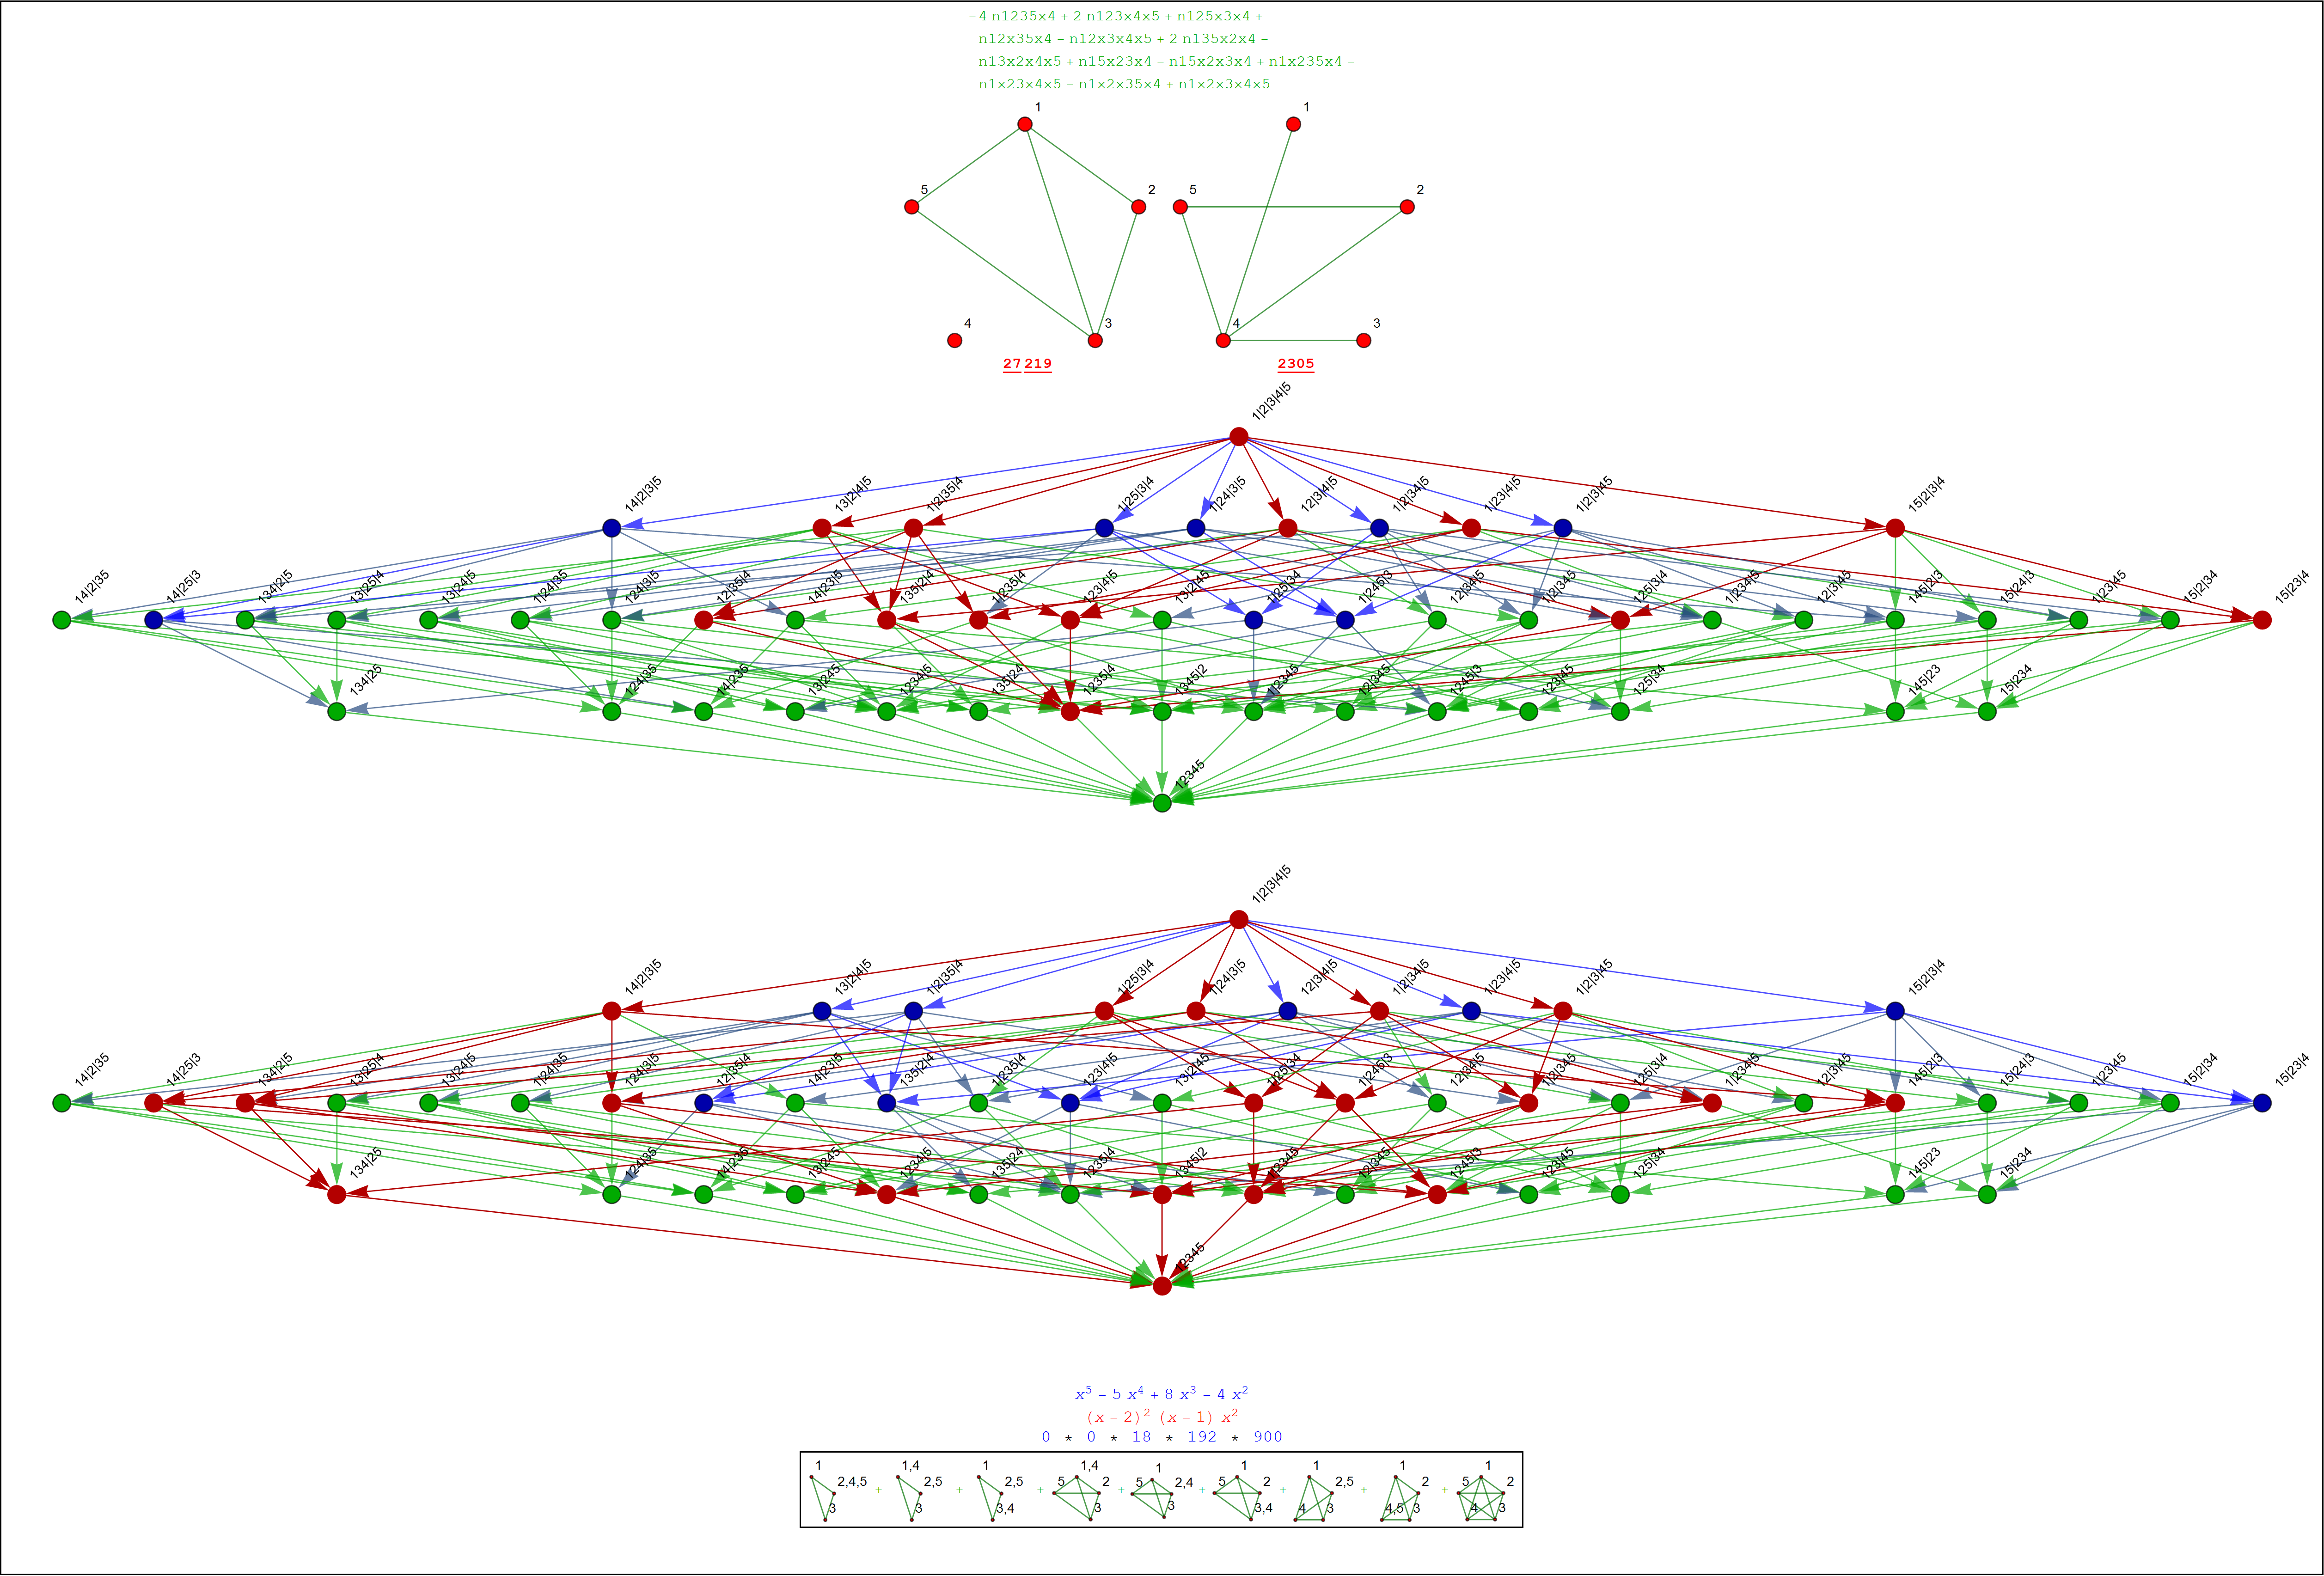 -4 n1235x4 + 2 n123x4x5 + n125x3x4 +
n12x35x4 - n12x3x4x5 + 2 n135x2x4 -
n13x2x4x5 + n15x23x4 - n15x2x3x4 + n1x235x4 -
n1x23x4x5 - n1x2x35x4 + n1x2x3x4x5
1 1
5 2 5 2
4 3 4 3
27 219 2305
1|2|3|4|5
14|2|3|5 13|2|4|5 1|2|35|4 1|25|3|4 1|24|3|5 12|3|4|5 1|2|34|5 1|23|4|5 1|2|3|45 15|2|3|4
14|2|35 14|25|3 134|2|5 13|25|4 13|24|5 1|24|35 124|3|5 12|35|4 14|23|5 135|2|4 1|235|4 123|4|5 13|2|45 1|25|34 1|245|3 12|34|5 1|2|345 125|3|4 1|234|5 12|3|45 145|2|3 15|24|3 1|23|45 15|2|34 15|23|4
134|25 124|35 14|235 13|245 1234|5 135|24 1235|4 1345|2 1|2345 12|345 1245|3 123|45 125|34 145|23 15|234
12345
1|2|3|4|5
14|2|3|5 13|2|4|5 1|2|35|4 1|25|3|4 1|24|3|5 12|3|4|5 1|2|34|5 1|23|4|5 1|2|3|45 15|2|3|4
14|2|35 14|25|3 134|2|5 13|25|4 13|24|5 1|24|35 124|3|5 12|35|4 14|23|5 135|2|4 1|235|4 123|4|5 13|2|45 1|25|34 1|245|3 12|34|5 1|2|345 125|3|4 1|234|5 12|3|45 145|2|3 15|24|3 1|23|45 15|2|34 15|23|4
134|25 124|35 14|235 13|245 1234|5 135|24 1235|4 1345|2 1|2345 12|345 1245|3 123|45 125|34 145|23 15|234
12345
x⁵ - 5 x⁴ + 8 x³ - 4 x²
(x - 2)² (x - 1) x²
0 * 0 * 18 * 192 * 900
1 2,4,5 3 + 1,4 2,5 3 + 1 2,5 3,4 + 1,4 5 2 3 + 1 5 2,4 3 + 1 5 2 3,4 + 1 2,5 4 3 + 1 2 4,5 3 + 1 5 2 4 3